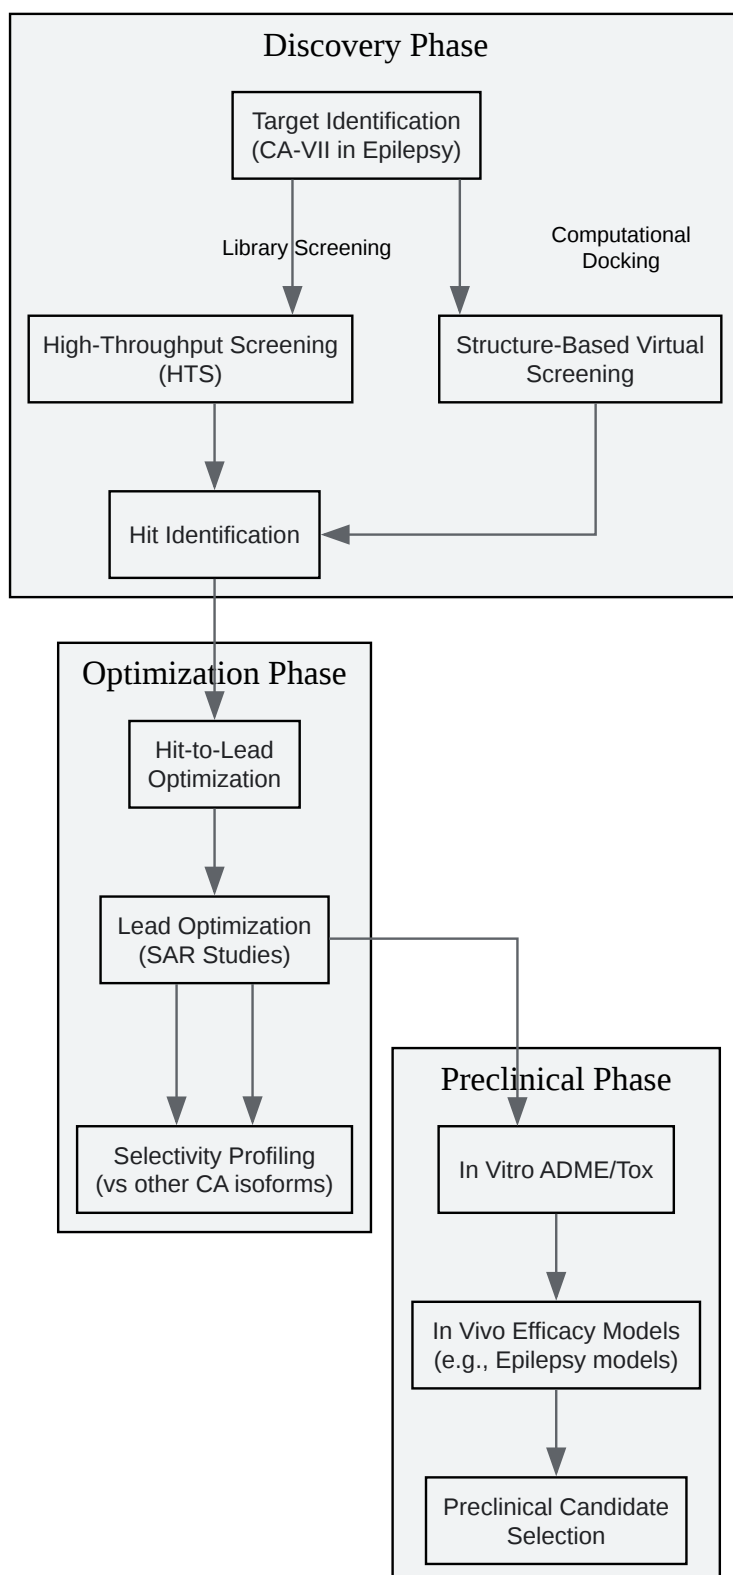 Discovery Phase
Target Identification
(CA-VII in Epilepsy)
Library Screening
Computational
Docking
High-Throughput Screening
(HTS)
Structure-Based Virtual
Screening
Hit Identification
Optimization Phase
Hit-to-Lead
Optimization
Lead Optimization
(SAR Studies)
Selectivity Profiling
(vs other CA isoforms)
Preclinical Phase
In Vitro ADME/Tox
In Vivo Efficacy Models
(e.g., Epilepsy models)
Preclinical Candidate
Selection